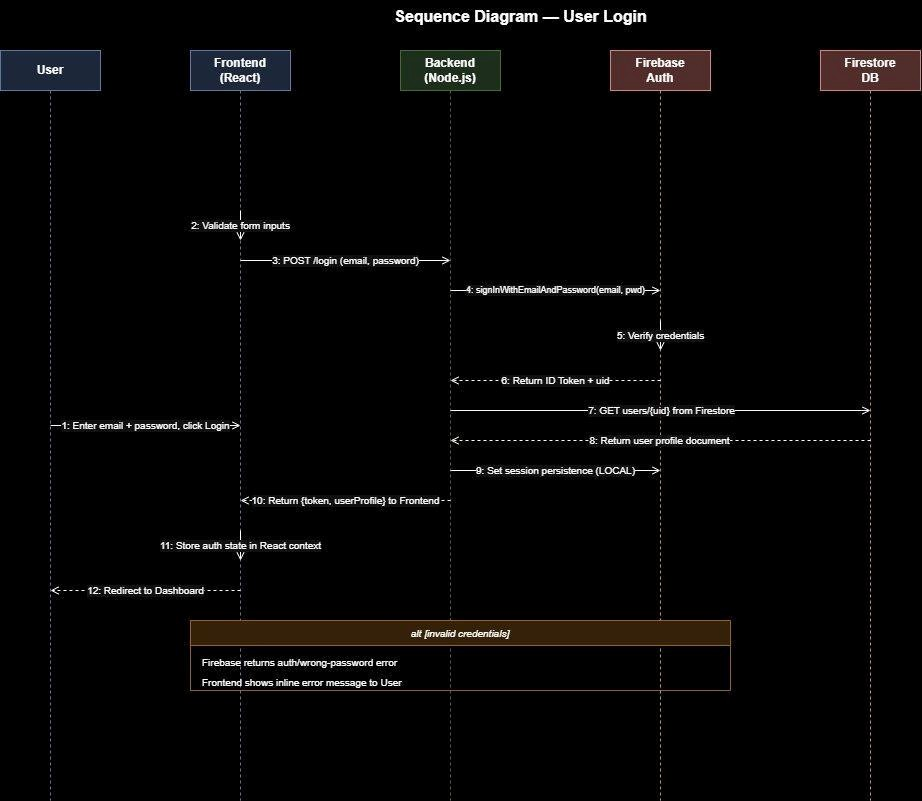 Sequence Diagram — User Login
User
Frontend
(React)
Backend
(Node.js)
Firebase
Auth
Firestore
DB
2: Validate form inputs
3: POST /login (email, password)
4: signInWithEmailAndPassword(email, pwd)
5: Verify credentials
6: Return ID Token + uid
7: GET users/{uid} from Firestore
1: Enter email + password, click Login
8: Return user profile document
9: Set session persistence (LOCAL)
10: Return {token, userProfile} to Frontend
11: Store auth state in React context
12: Redirect to Dashboard
alt [invalid credentials]
Firebase returns auth/wrong-password error
Frontend shows inline error message to User